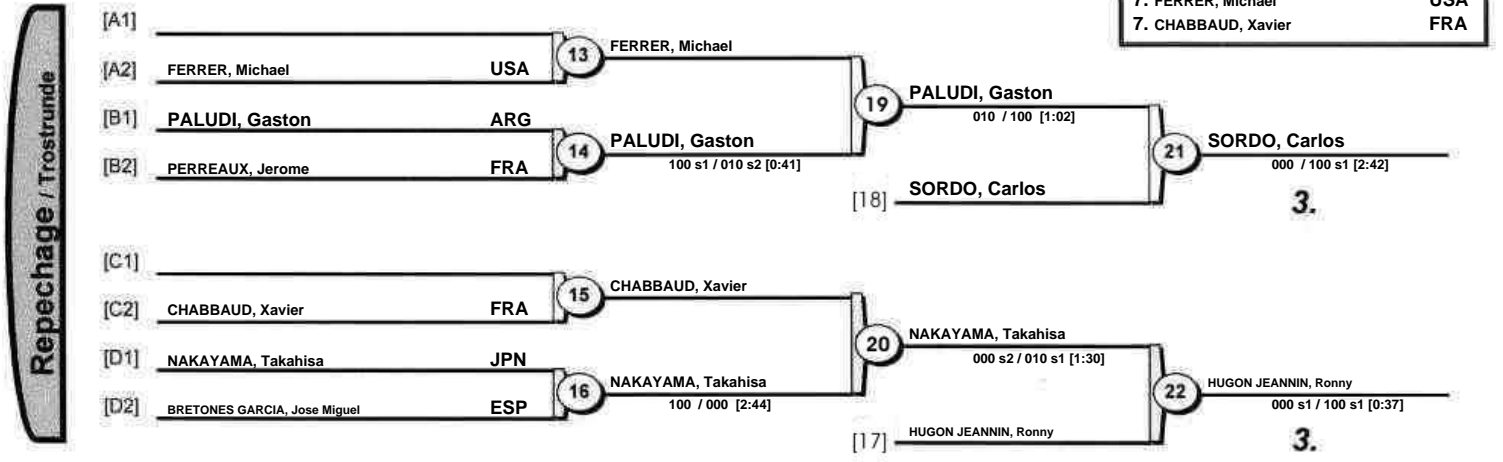 7. FERRER, Michael USA
7. CHABBAUD, Xavier FRA
Repechage / Trostrunde
[A1]
[A2] FERRER, Michael USA
13 FERRER, Michael
[B1] PALUDI, Gaston ARG
[B2] PERREAUX, Jerome FRA
14 PALUDI, Gaston
100 s1 / 010 s2 [0:41]
19 PALUDI, Gaston
010 / 100 [1:02]
[18] SORDO, Carlos
21 SORDO, Carlos
000 / 100 s1 [2:42]
3.
[C1]
[C2] CHABBAUD, Xavier FRA
15 CHABBAUD, Xavier
[D1] NAKAYAMA, Takahisa JPN
[D2] BRETONES GARCIA, Jose Miguel ESP
16 NAKAYAMA, Takahisa
100 / 000 [2:44]
20 NAKAYAMA, Takahisa
000 s2 / 010 s1 [1:30]
[17] HUGON JEANNIN, Ronny
22 HUGON JEANNIN, Ronny
000 s1 / 100 s1 [0:37]
3.